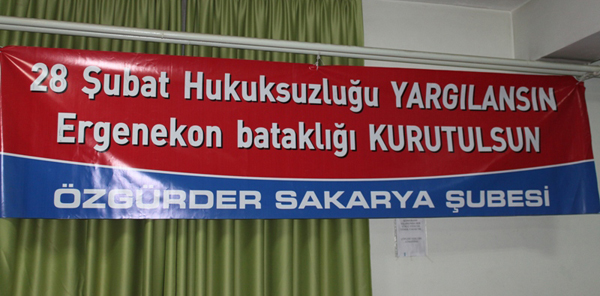 28 Şubat Hukuksuzluğu YARGILANSIN
Ergenekon bataklığı KURUTULSUN
ÖZGÜRDER SAKARYA ŞUBESİ